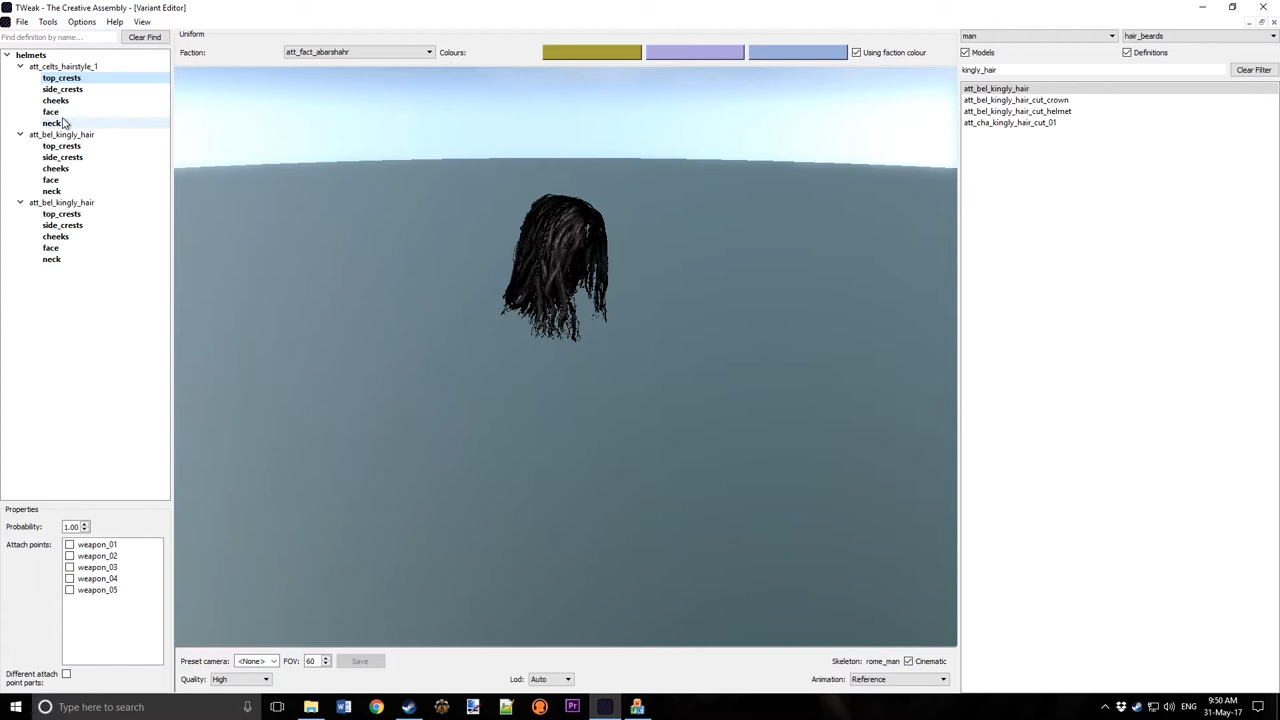 TWeak - The Creative Assembly - [Variant Editor]
File Tools Options Help View
Find definition by name... Clear Find
helmets
att_celts_hairstyle_1
top_crests
side_crests
cheeks
face
neck
att_bel_kingly_hair
top_crests
side_crests
cheeks
face
neck
att_bel_kingly_hair
top_crests
side_crests
cheeks
face
neck
Properties
Probability: 1.00
Attach points: weapon_01
weapon_02
weapon_03
weapon_04
weapon_05
Different attach
point parts:
Uniform
Faction: att_fact_abarshahr Colours: Using faction colour
Preset camera: <None> FOV: 60 Save Skeleton: rome_man Cinematic
Quality: High Lod: Auto Animation: Reference
man hair_beards
Models Definitions
kingly_hair Clear Filter
att_bel_kingly_hair
att_bel_kingly_hair_cut_crown
att_bel_kingly_hair_cut_helmet
att_cha_kingly_hair_cut_01
Type here to search
9:50 AM
31-May-17